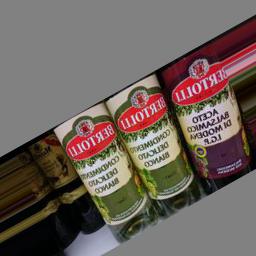 BERTOLLI
CONDIMENTO
DELICATO
BIANCO
BERTOLLI
CONDIMENTO
DELICATO
BIANCO
BERTOLLI
ACETO
BALSAMICO
DI MODENA
I.G.P.